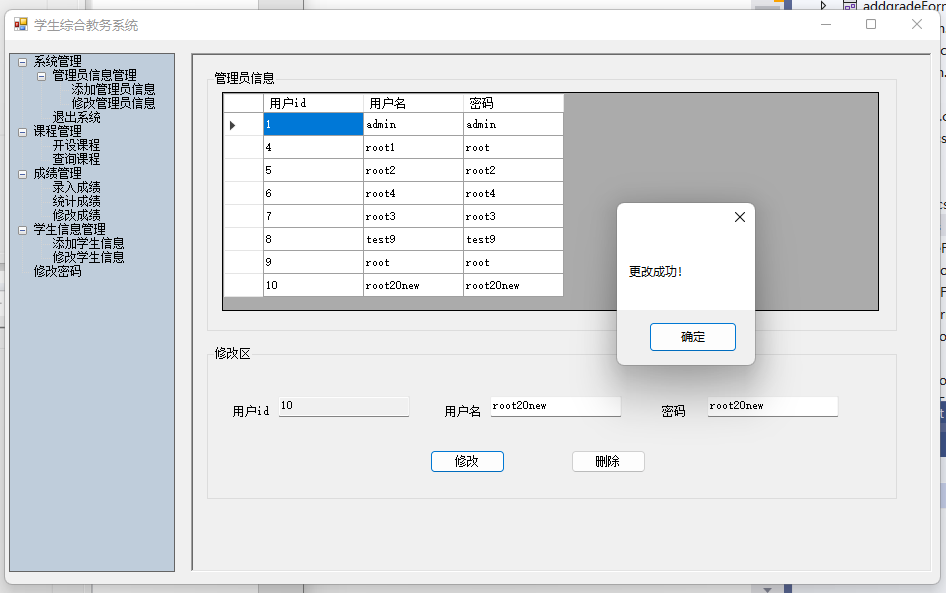 addgradeForm
学生综合教务系统
系统管理
管理员信息管理
添加管理员信息
修改管理员信息
退出系统
课程管理
开设课程
查询课程
成绩管理
录入成绩
统计成绩
修改成绩
学生信息管理
添加学生信息
修改学生信息
修改密码
管理员信息
用户id 用户名 密码
1 admin admin
4 root1 root
5 root2 root2
6 root4 root4
7 root3 root3
8 test9 test9
9 root root
10 root20new root20new
更改成功!
确定
修改区
用户id 10 用户名 root20new 密码 root20new
修改 删除